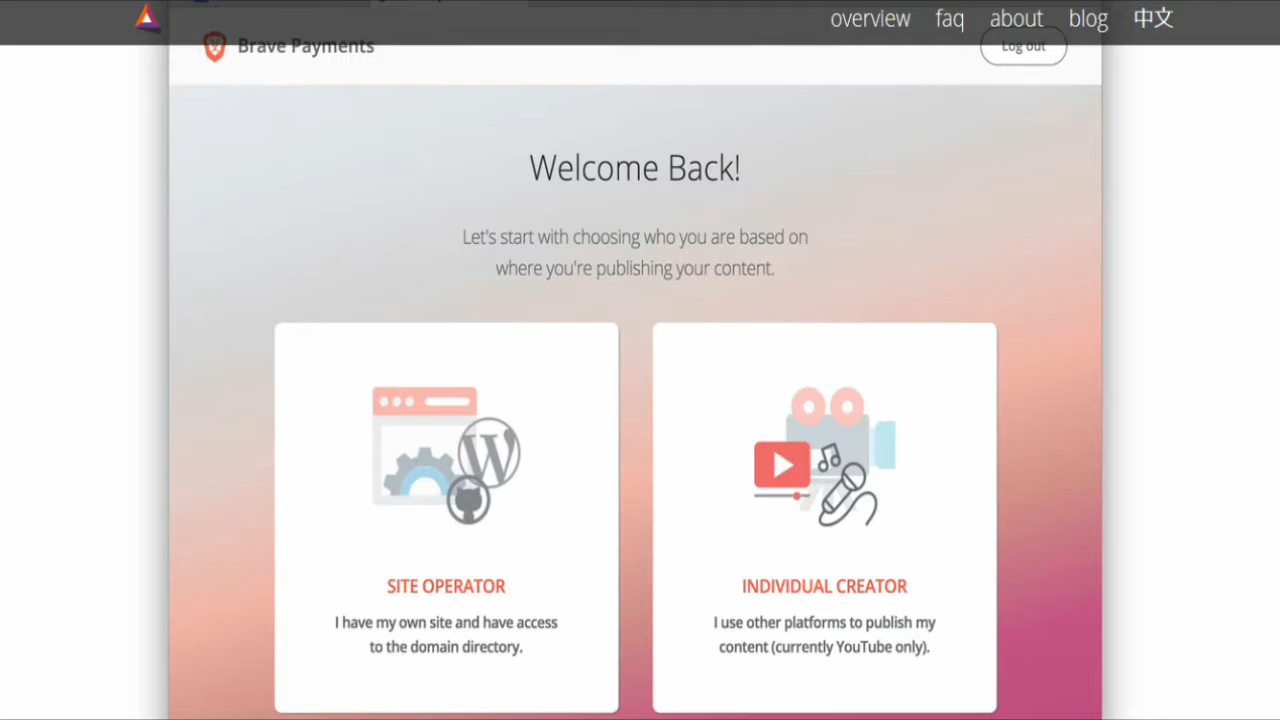 overview faq about blog 中文
Brave Payments
Log out
Welcome Back!
Let's start with choosing who you are based on
where you're publishing your content.
SITE OPERATOR
I have my own site and have access
to the domain directory.
INDIVIDUAL CREATOR
I use other platforms to publish my
content (currently YouTube only).